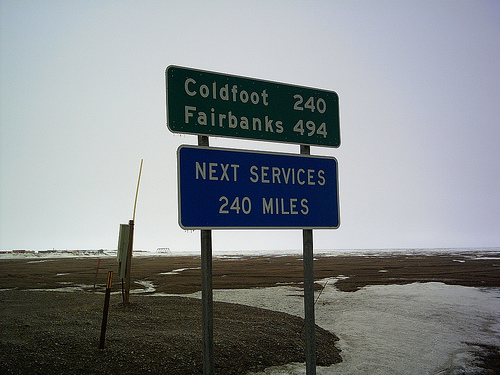 Coldfoot 240
Fairbanks 494
NEXT SERVICES
240 MILES